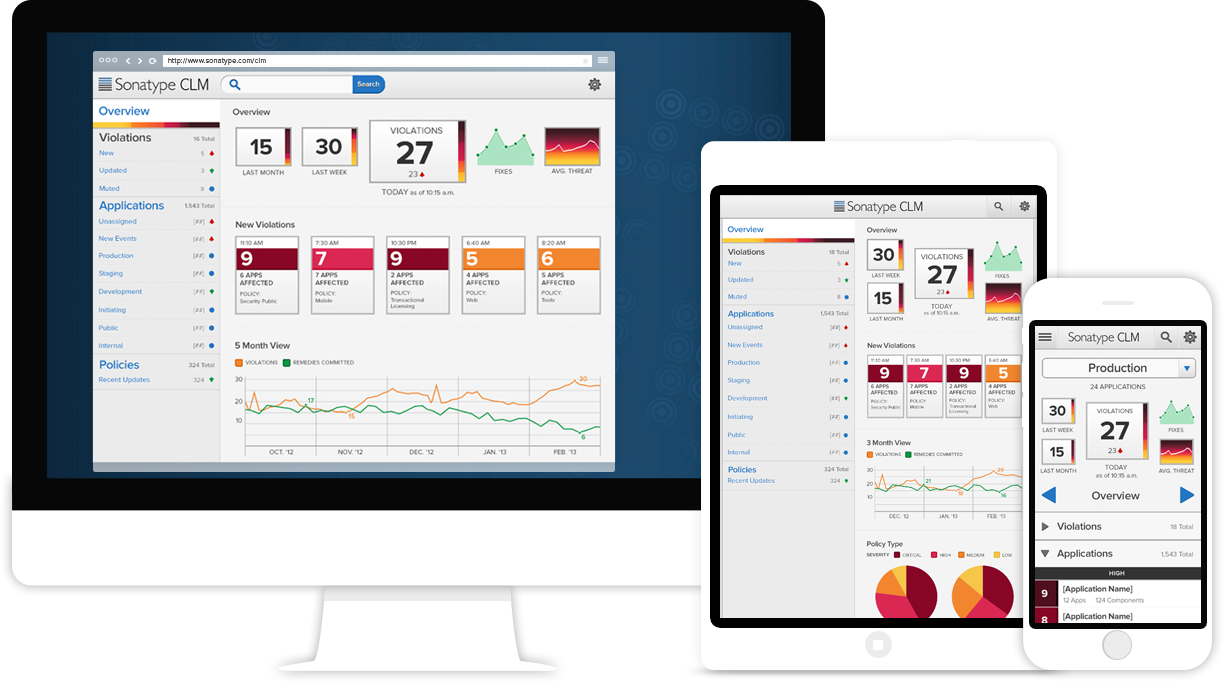 http://www.sonatype.com/clm
Sonatype CLM
Search
Overview
Violations 16 Total
New 5
Updated 3
Muted 8
Applications 1,543 Total
Unassigned [##]
New Events [##]
Production [##]
Staging [##]
Development [##]
Initiating [##]
Public [##]
Internal [##]
Policies 324 Total
Recent Updates 324
Overview
15
LAST MONTH
30
LAST WEEK
VIOLATIONS
27
23
TODAY as of 10:15 a.m.
FIXES
AVG. THREAT
New Violations
11:10 AM
9
6 APPS
AFFECTED
POLICY:
Security Public
7:30 AM
7
7 APPS
AFFECTED
POLICY:
Mobile
10:30 PM
9
2 APPS
AFFECTED
POLICY:
Transactional
Licensing
6:40 AM
5
4 APPS
AFFECTED
POLICY:
Web
8:20 AM
6
5 APPS
AFFECTED
POLICY:
Tools
5 Month View
VIOLATIONS REMEDIES COMMITTED
30
20
10
17
15
30
6
OCT. '12 NOV. '12 DEC. '12 JAN. '13 FEB. '13
Sonatype CLM
Overview
Violations 18 Total
New 5
Updated 3
Muted 8
Applications 1,543 Total
Unassigned [##]
New Events [##]
Production [##]
Staging [##]
Development [##]
Initiating [##]
Public [##]
Internal [##]
Policies 324 Total
Recent Updates 324
Overview
30
LAST WEEK
15
LAST MONTH
VIOLATIONS
27
23
TODAY
as of 10:15 a.m.
FIXES
AVG. THREAT
New Violations
11:10 AM
9
6 APPS
AFFECTED
POLICY:
Security Public
7:30 AM
7
7 APPS
AFFECTED
POLICY:
Mobile
10:30 PM
9
2 APPS
AFFECTED
POLICY:
Transactional
Licensing
6:40 AM
5
4 APPS
AFFECTED
POLICY:
Web
3 Month View
VIOLATIONS REMEDIES COMMITTED
30
20
10
21
16
29
16
DEC. '12 JAN. '13 FEB. '13
Policy Type
SEVERITY CRITICAL HIGH MEDIUM LOW
Sonatype CLM
Production
24 APPLICATIONS
30
LAST WEEK
15
LAST MONTH
VIOLATIONS
27
23
TODAY
as of 10:15 a.m.
FIXES
AVG. THREAT
Overview
Violations 18 Total
Applications 1,543 Total
HIGH
9 [Application Name]
12 Apps 124 Components
8 [Application Name]